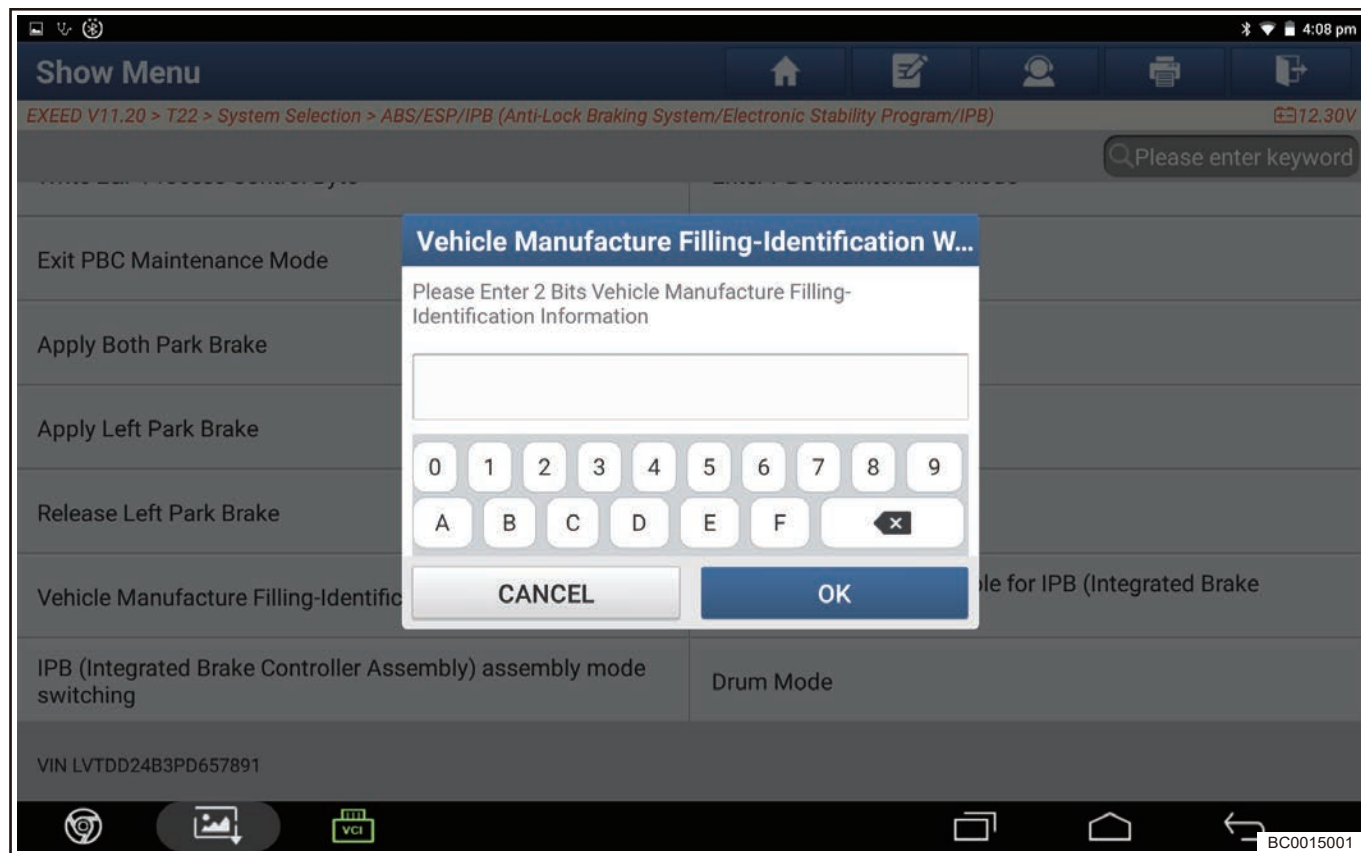 4:08 pm
Show Menu
EXEED V11.20 > T22 > System Selection > ABS/ESP/IPB (Anti-Lock Braking System/Electronic Stability Program/IPB)
12.30V
Please enter keyword
Exit PBC Maintenance Mode
Apply Both Park Brake
Apply Left Park Brake
Release Left Park Brake
Vehicle Manufacture Filling-Identific
le for IPB (Integrated Brake
IPB (Integrated Brake Controller Assembly) assembly mode
switching
Drum Mode
Vehicle Manufacture Filling-Identification W...
Please Enter 2 Bits Vehicle Manufacture Filling-
Identification Information
0 1 2 3 4 5 6 7 8 9
A B C D E F
CANCEL
OK
VIN LVTDD24B3PD657891
VCI
BC0015001